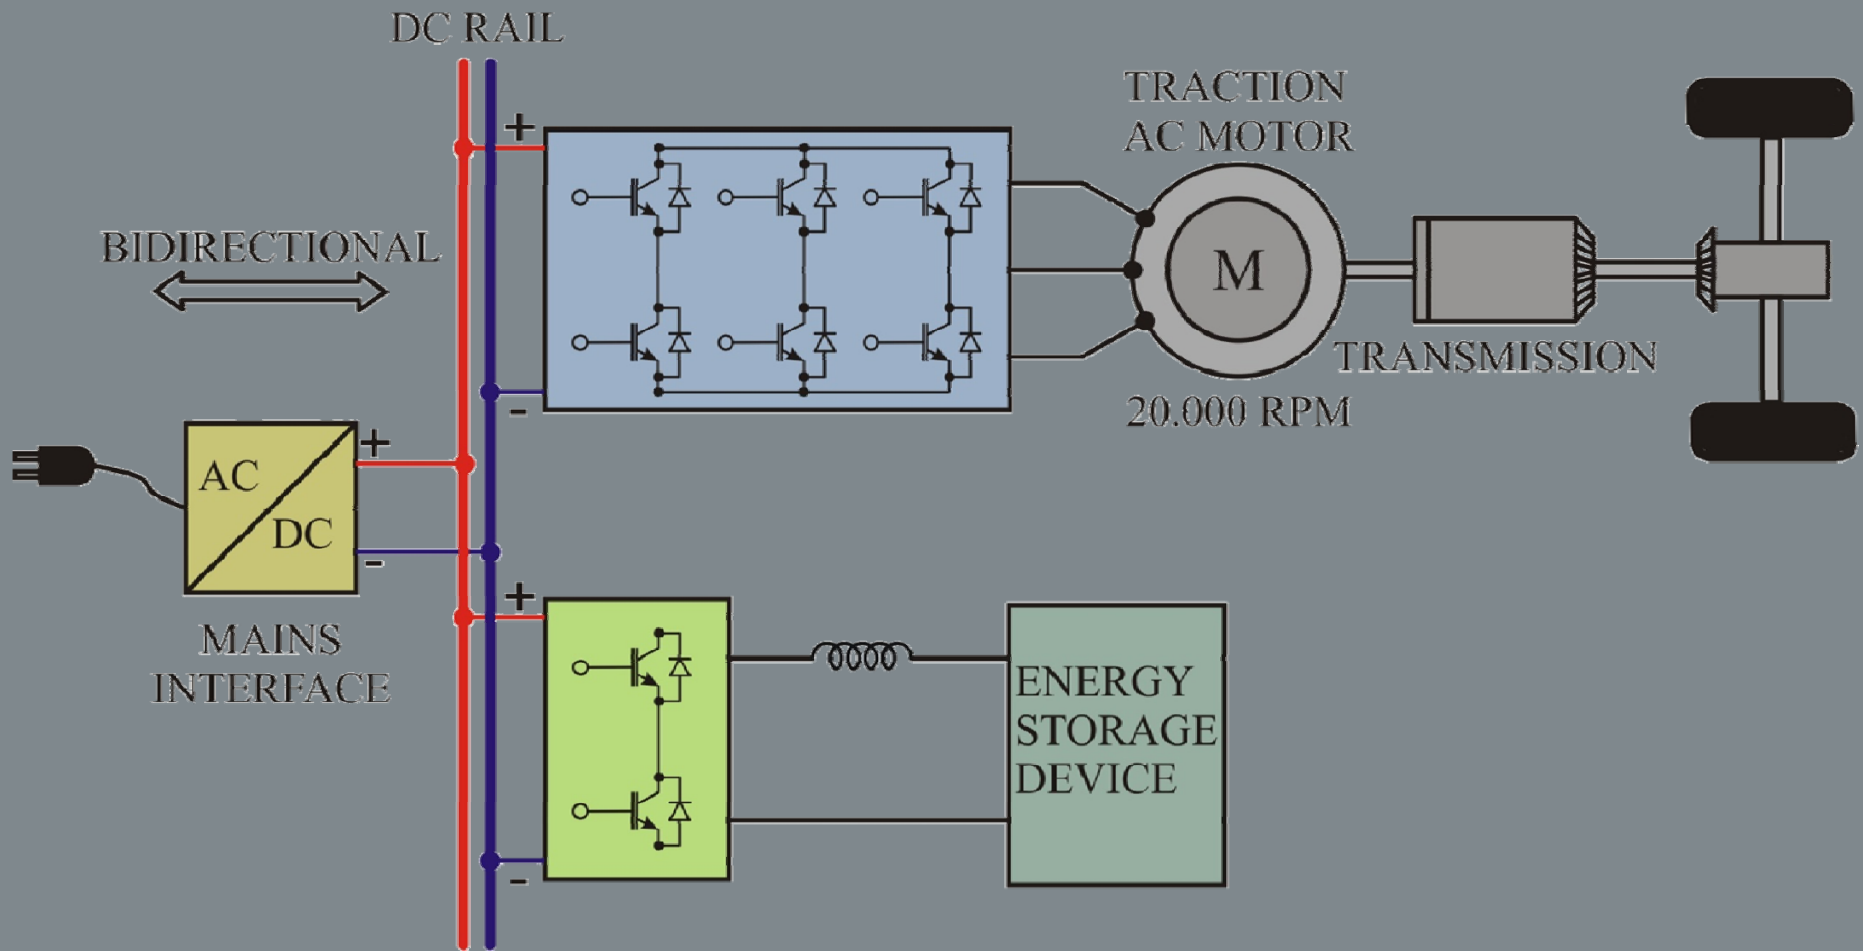 DC RAIL
TRACTION
AC MOTOR
+
BIDIRECTIONAL
M
TRANSMISSION
20.000 RPM
-
+
AC
DC
-
MAINS
INTERFACE
+
ENERGY
STORAGE
DEVICE
-